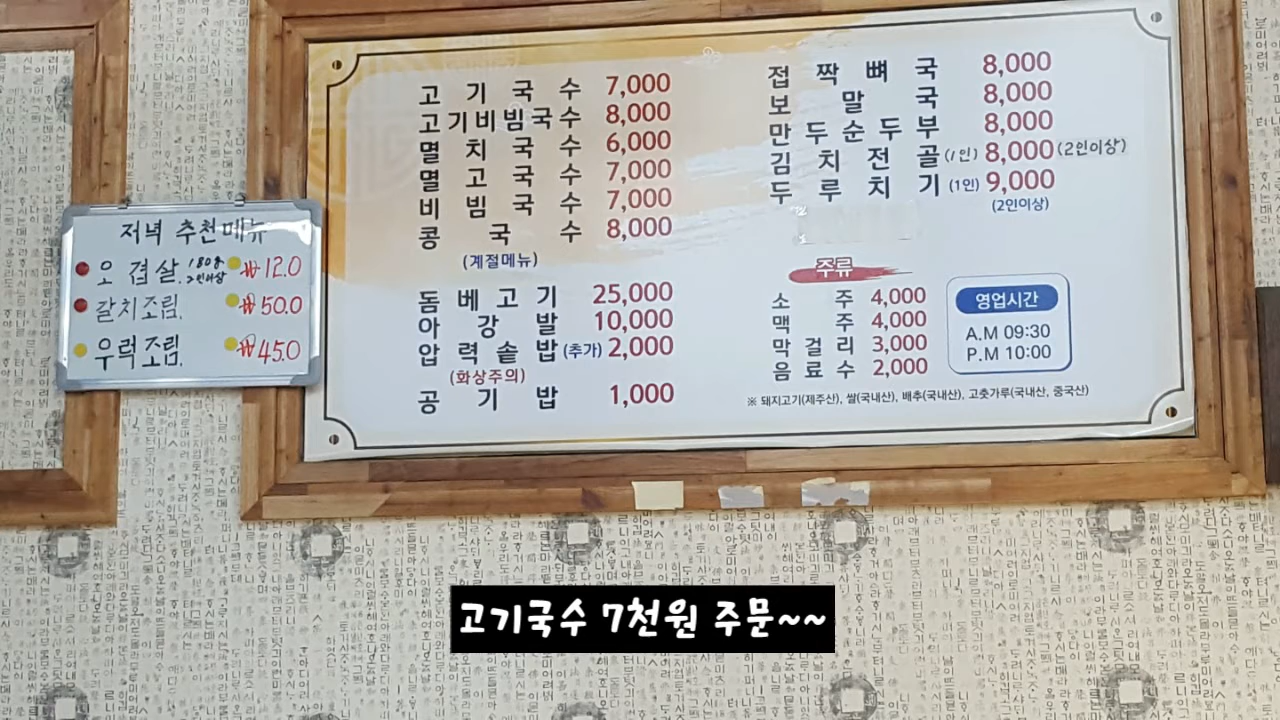 저녁 추천메뉴
오겹살 180g 2인이상 ₩12.0
갈치조림. ₩50.0
우럭조림. ₩45.0
고기국수 7,000
고기비빔국수 8,000
멸치국수 6,000
멸고국수 7,000
비빔국수 7,000
콩국수 8,000
(계절메뉴)
돔베고기 25,000
아강발 10,000
압력솥밥(추가) 2,000
(화상주의)
공기밥 1,000
접짝뼈국 8,000
보말국 8,000
만두순두부 8,000
김치전골(1인) 8,000(2인이상)
두루치기(1인) 9,000
(2인이상)
주류
소주 4,000
맥주 4,000
막걸리 3,000
음료수 2,000
영업시간
A.M 09:30
P.M 10:00
※ 돼지고기(제주산), 쌀(국내산), 배추(국내산), 고춧가루(국내산, 중국산)
고기국수 7천원 주문~~